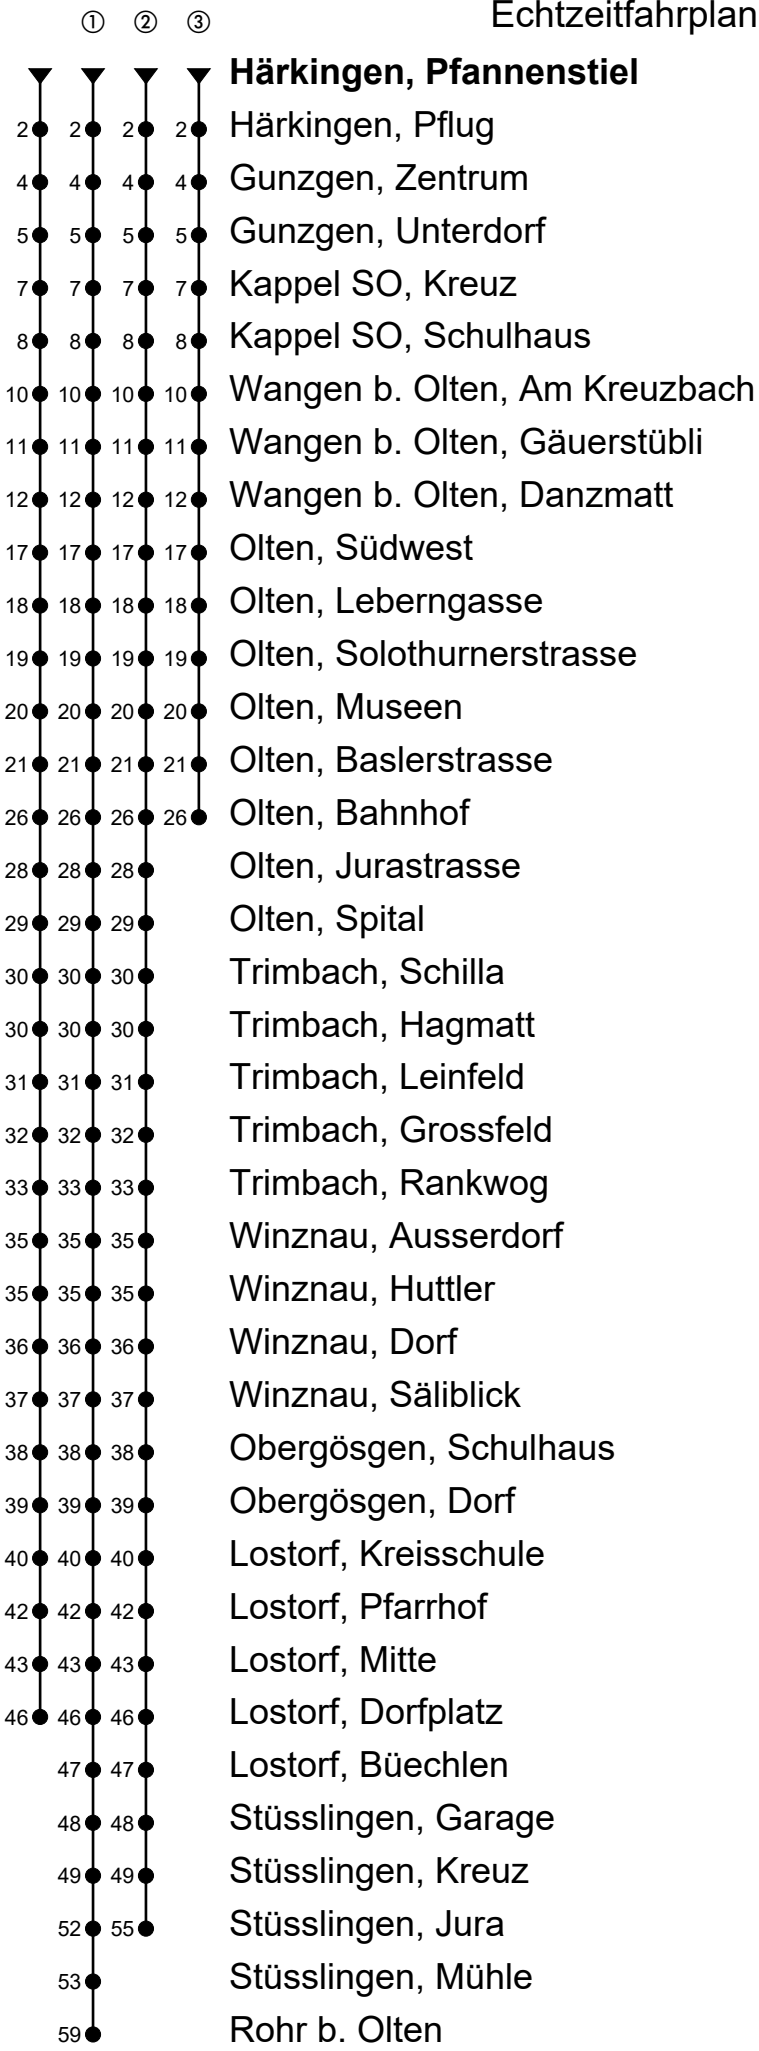 Echtzeitfahrplan
① ② ③
Härkingen, Pfannenstiel
2 2 2 2 Härkingen, Pflug
4 4 4 4 Gunzgen, Zentrum
5 5 5 5 Gunzgen, Unterdorf
7 7 7 7 Kappel SO, Kreuz
8 8 8 8 Kappel SO, Schulhaus
10 10 10 10 Wangen b. Olten, Am Kreuzbach
11 11 11 11 Wangen b. Olten, Gäuerstübli
12 12 12 12 Wangen b. Olten, Danzmatt
17 17 17 17 Olten, Südwest
18 18 18 18 Olten, Leberngasse
19 19 19 19 Olten, Solothurnerstrasse
20 20 20 20 Olten, Museen
21 21 21 21 Olten, Baslerstrasse
26 26 26 26 Olten, Bahnhof
28 28 28 Olten, Jurastrasse
29 29 29 Olten, Spital
30 30 30 Trimbach, Schilla
30 30 30 Trimbach, Hagmatt
31 31 31 Trimbach, Leinfeld
32 32 32 Trimbach, Grossfeld
33 33 33 Trimbach, Rankwog
35 35 35 Winznau, Ausserdorf
35 35 35 Winznau, Huttler
36 36 36 Winznau, Dorf
37 37 37 Winznau, Säliblick
38 38 38 Obergösgen, Schulhaus
39 39 39 Obergösgen, Dorf
40 40 40 Lostorf, Kreisschule
42 42 42 Lostorf, Pfarrhof
43 43 43 Lostorf, Mitte
46 46 46 Lostorf, Dorfplatz
47 47 Lostorf, Büechlen
48 48 Stüsslingen, Garage
49 49 Stüsslingen, Kreuz
52 55 Stüsslingen, Jura
53 Stüsslingen, Mühle
59 Rohr b. Olten